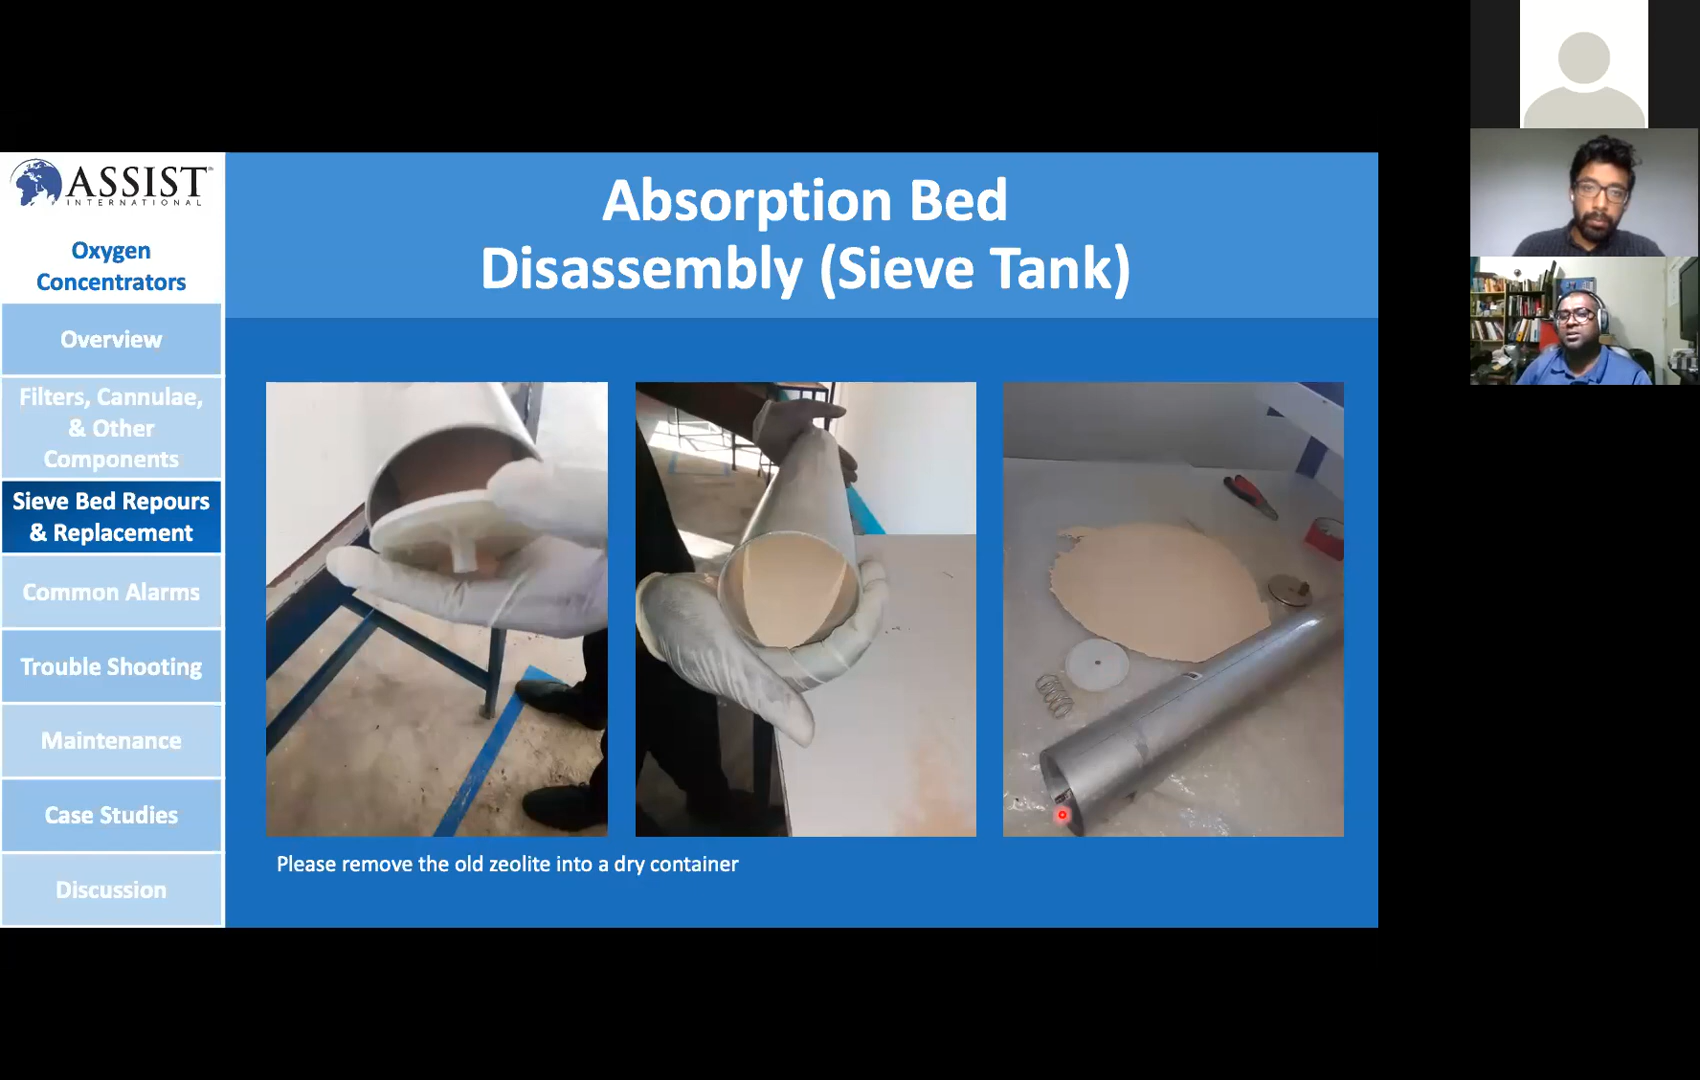 ASSIST
INTERNATIONAL
Oxygen
Concentrators
Overview
Filters, Cannulae,
& Other
Components
Sieve Bed Repours
& Replacement
Common Alarms
Trouble Shooting
Maintenance
Case Studies
Discussion
Absorption Bed
Disassembly (Sieve Tank)
Please remove the old zeolite into a dry container